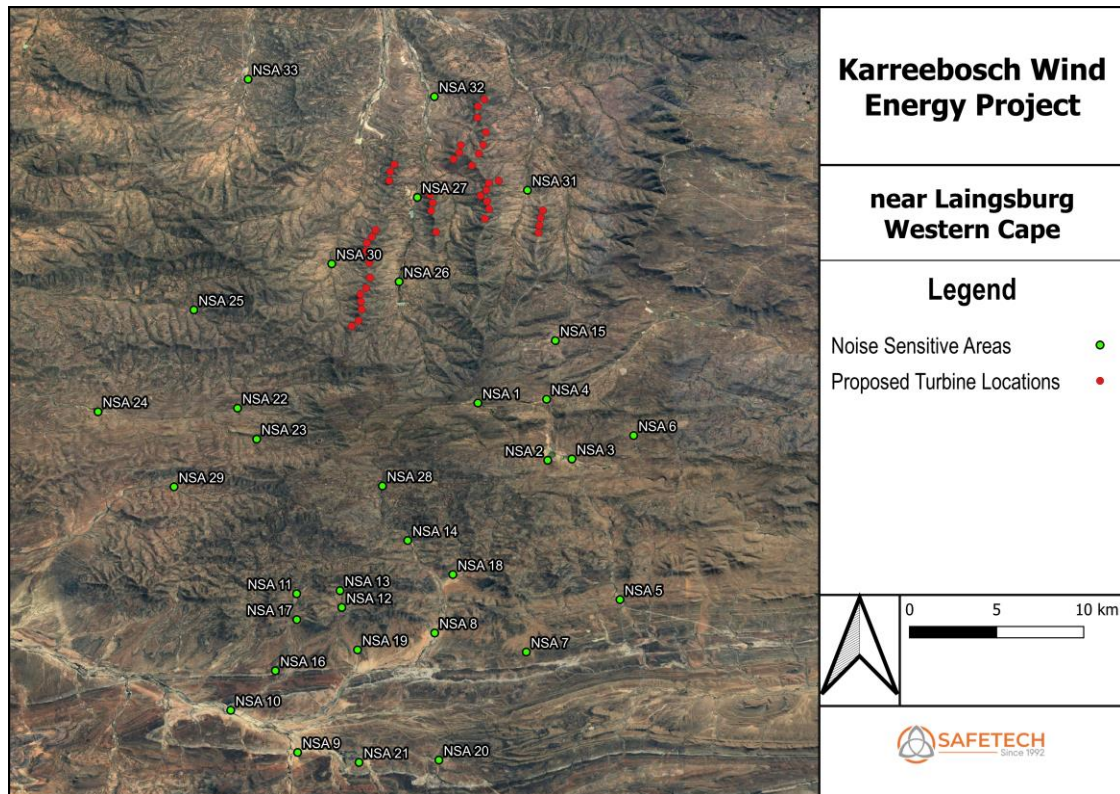 NSA 33
NSA 32
NSA 27
NSA 31
NSA 30
NSA 26
NSA 25
NSA 15
NSA 24
NSA 22
NSA 1
NSA 4
NSA 23
NSA 6
NSA 2
NSA 3
NSA 29
NSA 28
NSA 14
NSA 18
NSA 11
NSA 13
NSA 5
NSA 12
NSA 17
NSA 8
NSA 19
NSA 7
NSA 16
NSA 10
NSA 9
NSA 21
NSA 20
Karreebosch Wind
Energy Project
near Laingsburg
Western Cape
Legend
Noise Sensitive Areas
Proposed Turbine Locations
0 5 10 km
SAFETECH
Since 1992